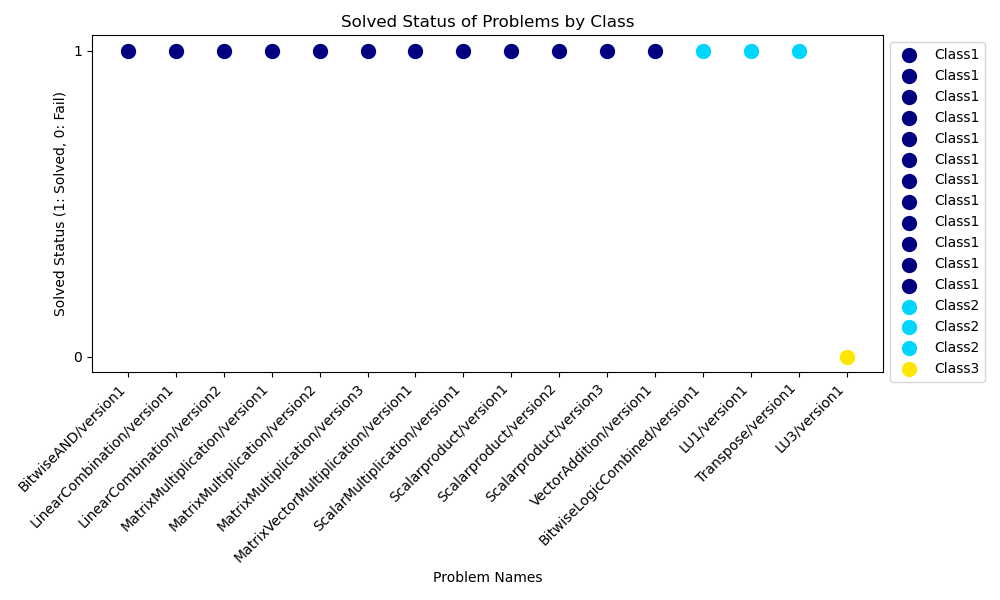 Solved Status of Problems by Class
Solved Status (1: Solved, 0: Fail)
1
0
BitwiseAND/version1
LinearCombination/version1
LinearCombination/version2
MatrixMultiplication/version1
MatrixMultiplication/version2
MatrixMultiplication/version3
MatrixVectorMultiplication/version1
ScalarMultiplication/version1
Scalarproduct/version1
Scalarproduct/version2
Scalarproduct/version3
VectorAddition/version1
BitwiseLogicCombined/version1
LU1/version1
Transpose/version1
LU3/version1
Problem Names
Class1
Class1
Class1
Class1
Class1
Class1
Class1
Class1
Class1
Class1
Class1
Class1
Class2
Class2
Class2
Class3